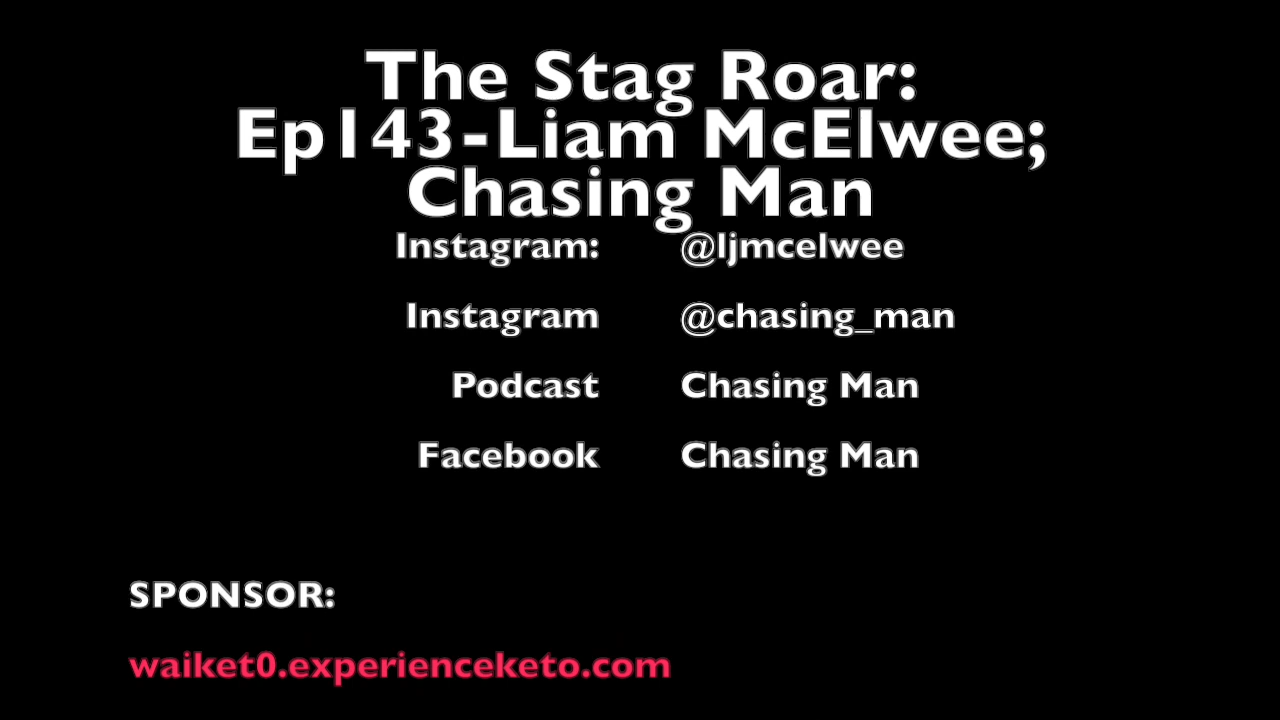 The Stag Roar:
Ep143-Liam McElwee;
Chasing Man
Instagram: @ljmcelwee
Instagram @chasing_man
Podcast Chasing Man
Facebook Chasing Man
SPONSOR:
waiket0.experienceketo.com